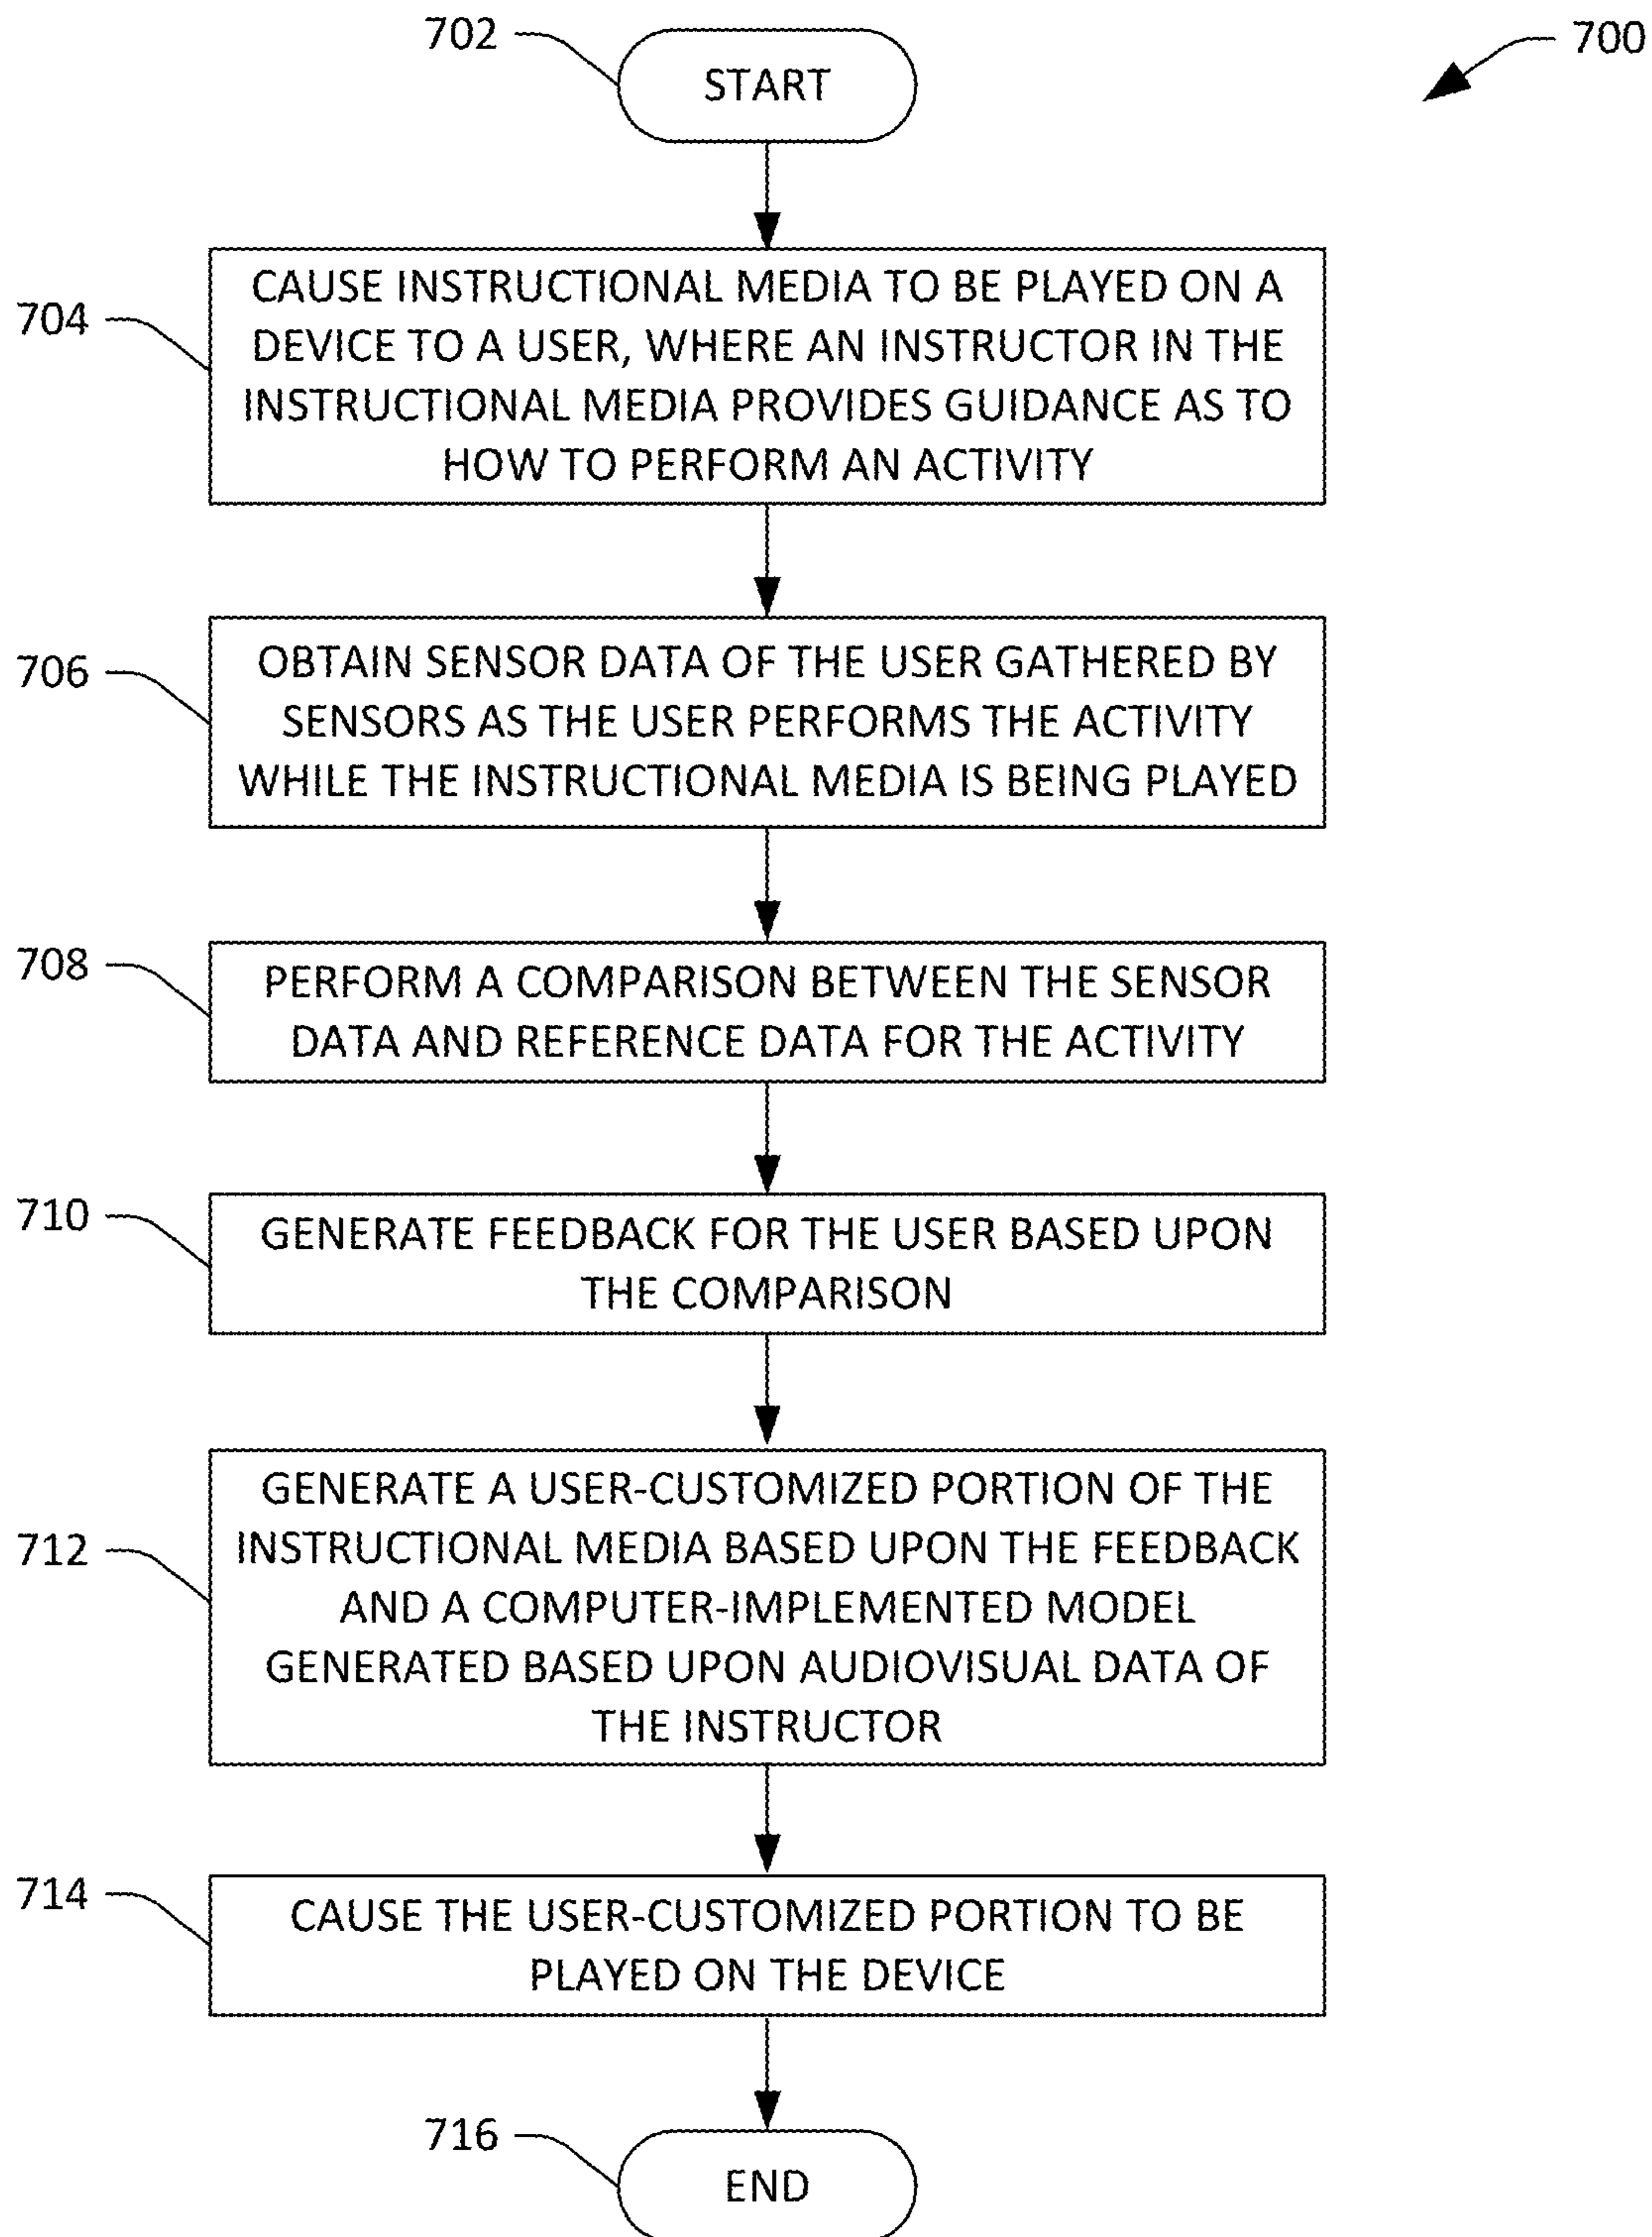 702
START
700
704
CAUSE INSTRUCTIONAL MEDIA TO BE PLAYED ON A
DEVICE TO A USER, WHERE AN INSTRUCTOR IN THE
INSTRUCTIONAL MEDIA PROVIDES GUIDANCE AS TO
HOW TO PERFORM AN ACTIVITY
706
OBTAIN SENSOR DATA OF THE USER GATHERED BY
SENSORS AS THE USER PERFORMS THE ACTIVITY
WHILE THE INSTRUCTIONAL MEDIA IS BEING PLAYED
708
PERFORM A COMPARISON BETWEEN THE SENSOR
DATA AND REFERENCE DATA FOR THE ACTIVITY
710
GENERATE FEEDBACK FOR THE USER BASED UPON
THE COMPARISON
712
GENERATE A USER-CUSTOMIZED PORTION OF THE
INSTRUCTIONAL MEDIA BASED UPON THE FEEDBACK
AND A COMPUTER-IMPLEMENTED MODEL
GENERATED BASED UPON AUDIOVISUAL DATA OF
THE INSTRUCTOR
714
CAUSE THE USER-CUSTOMIZED PORTION TO BE
PLAYED ON THE DEVICE
716
END